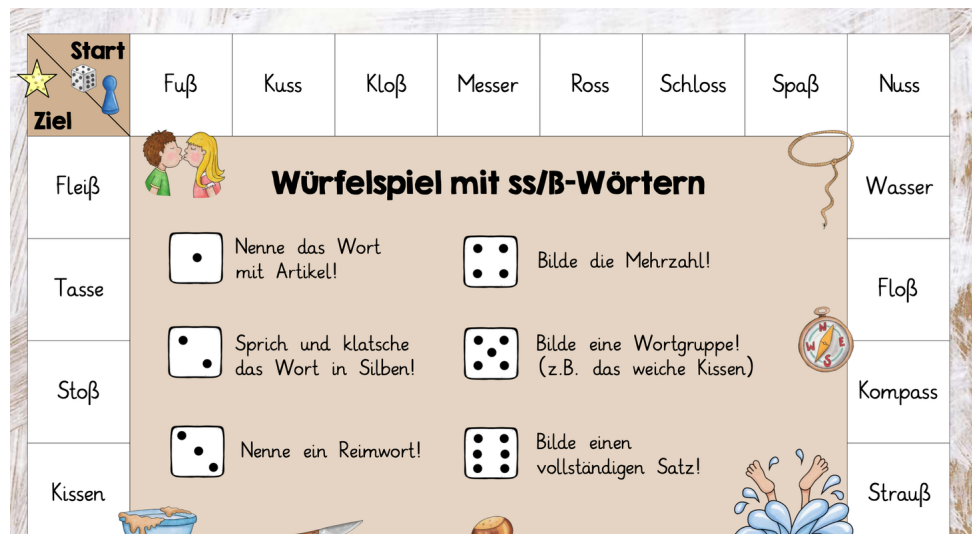 Start
Ziel
Fuß
Kuss
Kloß
Messer
Ross
Schloss
Spaß
Nuss
Fleiß
Wasser
Würfelspiel mit ss/ß-Wörtern
Nenne das Wort
mit Artikel!
Bilde die Mehrzahl!
Tasse
Floß
Sprich und klatsche
das Wort in Silben!
Bilde eine Wortgruppe!
(z.B. das weiche Kissen)
N
W
E
S
Stoß
Kompass
Nenne ein Reimwort!
Bilde einen
vollständigen Satz!
Kissen
Strauß